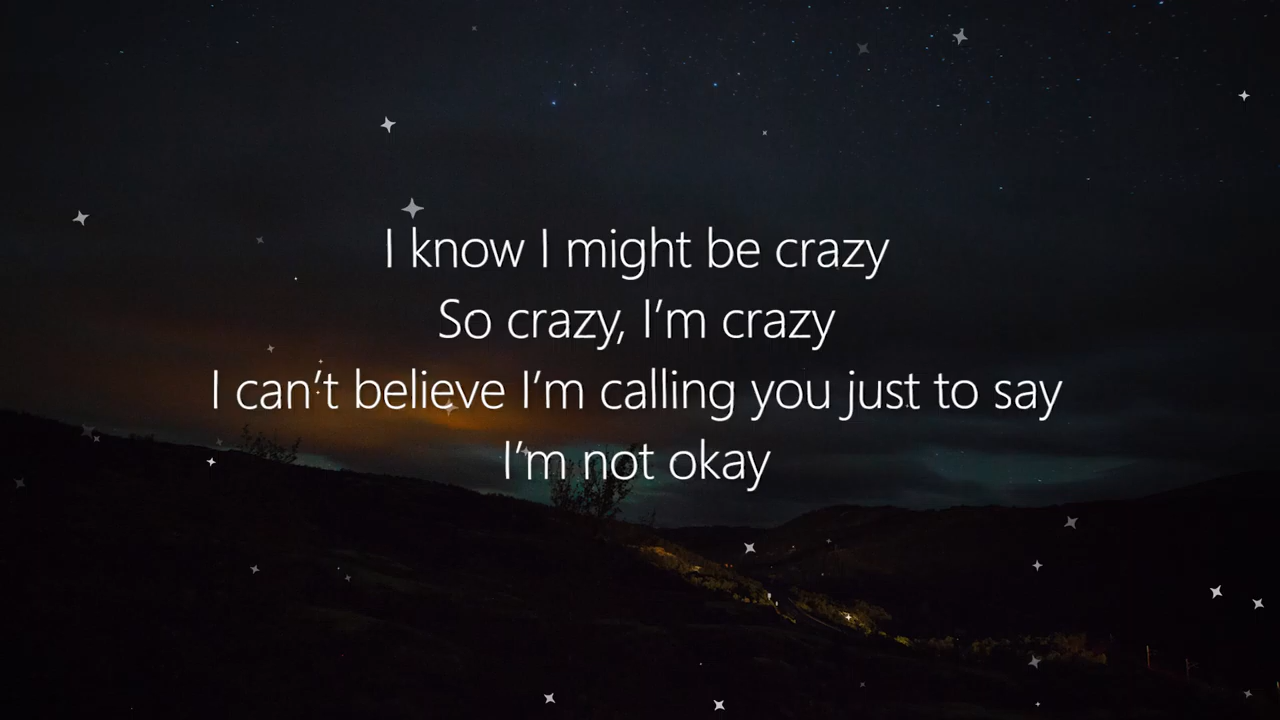 I know I might be crazy
So crazy, I'm crazy
I can't believe I'm calling you just to say
I'm not okay